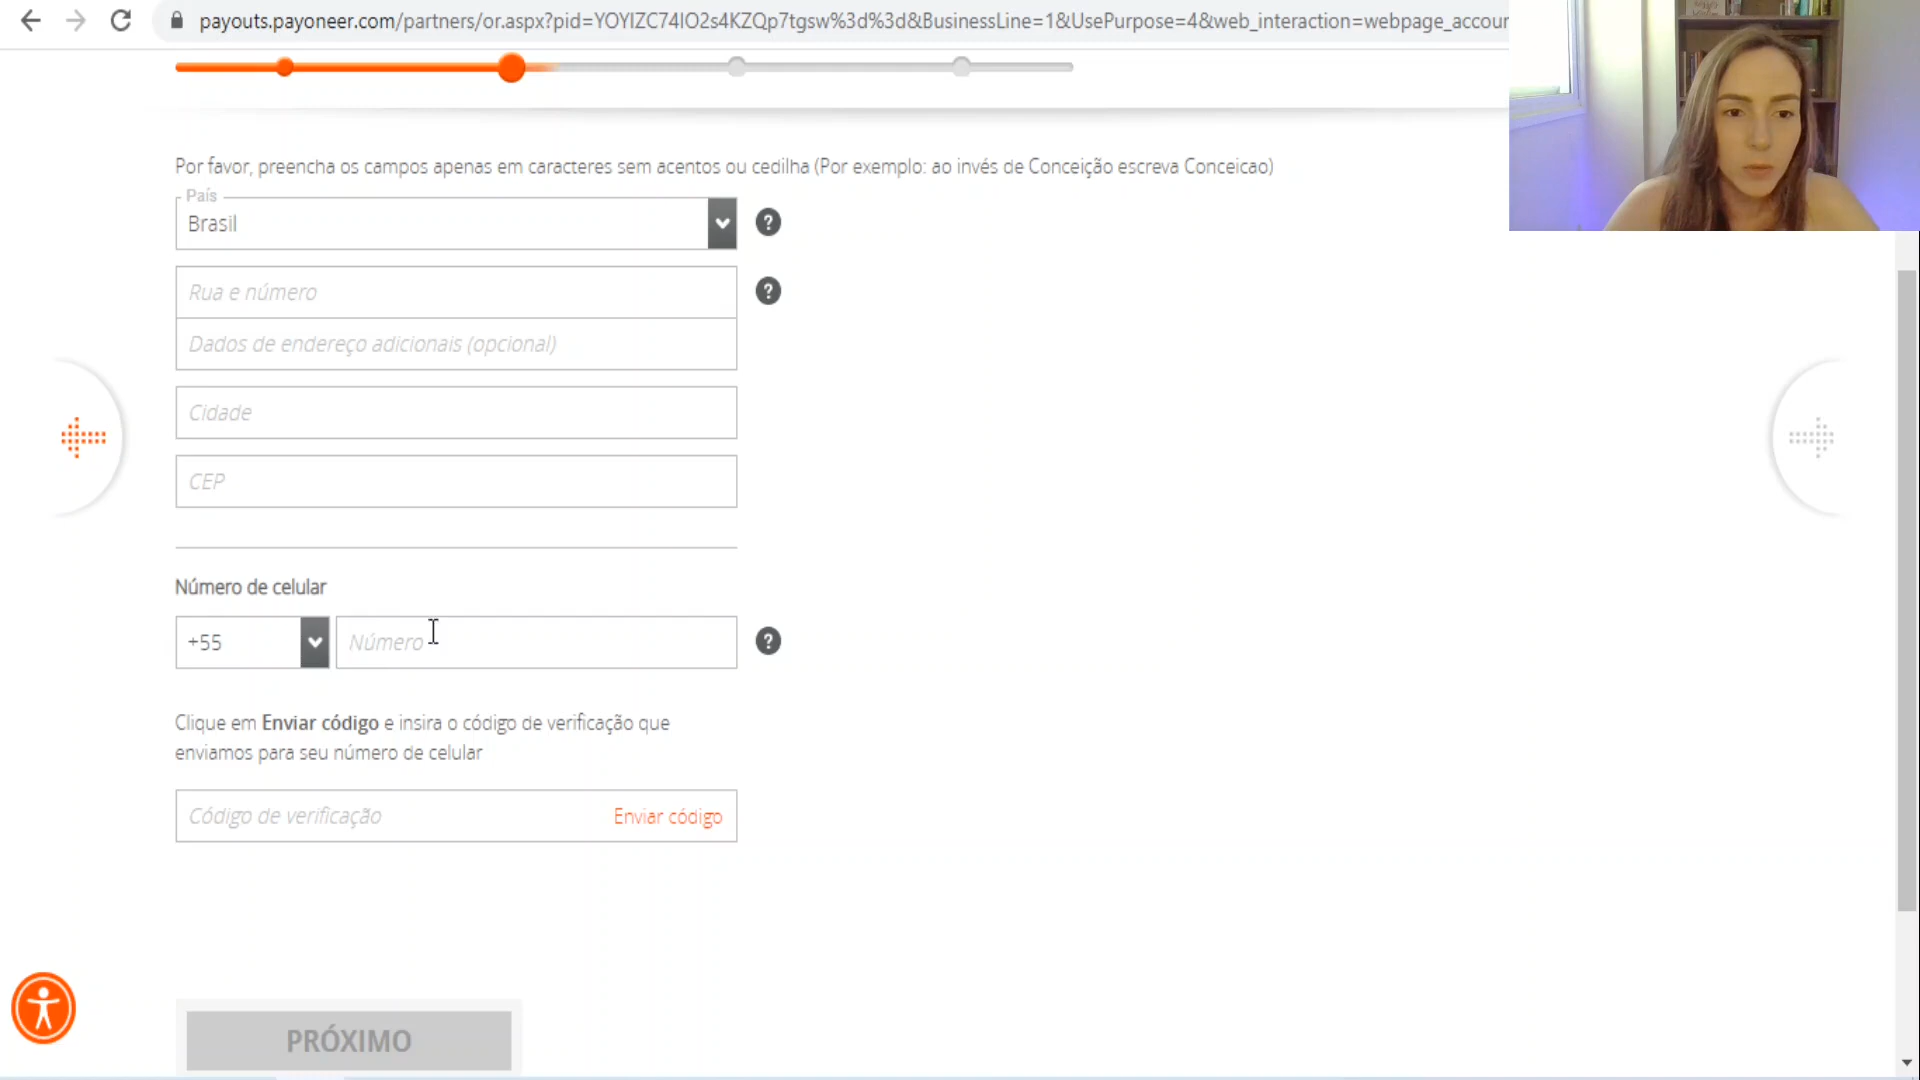 payouts.payoneer.com/partners/or.aspx?pid=YOYIZC74IO2s4KZQp7tgsw%3d%3d&BusinessLine=1&UsePurpose=4&web_interaction=webpage_accour
Por favor, preencha os campos apenas em caracteres sem acentos ou cedilha (Por exemplo: ao invés de Conceição escreva Conceicao)
País
Brasil
?
Rua e número
?
Dados de endereço adicionais (opcional)
Cidade
CEP
Número de celular
+55
Número
?
Clique em Enviar código e insira o código de verificação que
enviamos para seu número de celular
Código de verificação
Enviar código
PRÓXIMO